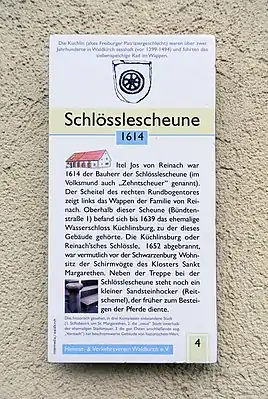 Die Küchlin (altes Freiburger Patriziergeschlecht) waren über zwei
Jahrhunderte in Waldkirch sesshaft (vor 1299-1494) und führten das
siebenspeichige Rad im Wappen.
Schlösslescheune
1614
Itel Jos von Reinach war
1614 der Bauherr der Schlösslescheune (im
Volksmund auch „Zehntscheuer" genannt).
Der Scheitel des rechten Rundbogentores
zeigt links das Wappen der Familie von Rei-
nach. Oberhalb dieser Scheune (Bündten-
straße 1) befand sich bis 1639 das ehemalige
Wasserschloss Küchlinburg, zu der dieses
Gebäude gehörte. Die Küchlinsburg oder
Reinach'sches Schlössle, 1652 abgebrannt,
war vermutlich vor der Schwarzenburg Wohn-
sitz der Schirmvögte des Klosters Sankt
Margarethen. Neben der Treppe bei der
Schlösslescheune steht noch ein
kleiner Sandsteinhocker (Reit-
schemel), der früher zum Bestei-
gen der Pferde diente.
Heimat- & Verkehrsverein Waldkirch e.V.
4